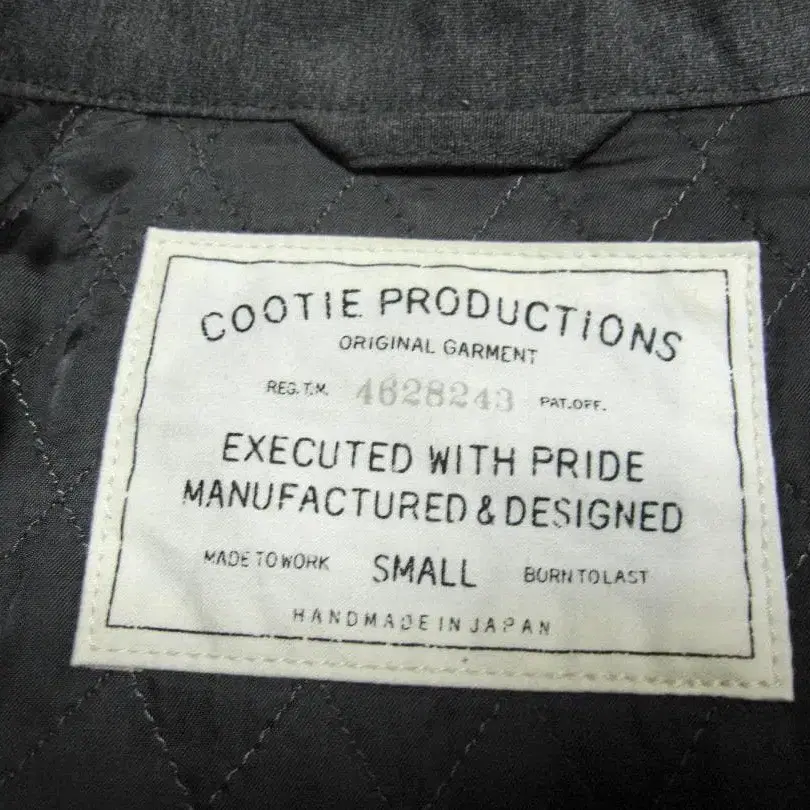 COOTIE PRODUCTIONS
ORIGINAL GARMENT
REG. T.M. 4628243 PAT. OFF.
EXECUTED WITH PRIDE
MANUFACTURED & DESIGNED
MADE TO WORK SMALL BORN TO LAST
HANDMADE IN JAPAN